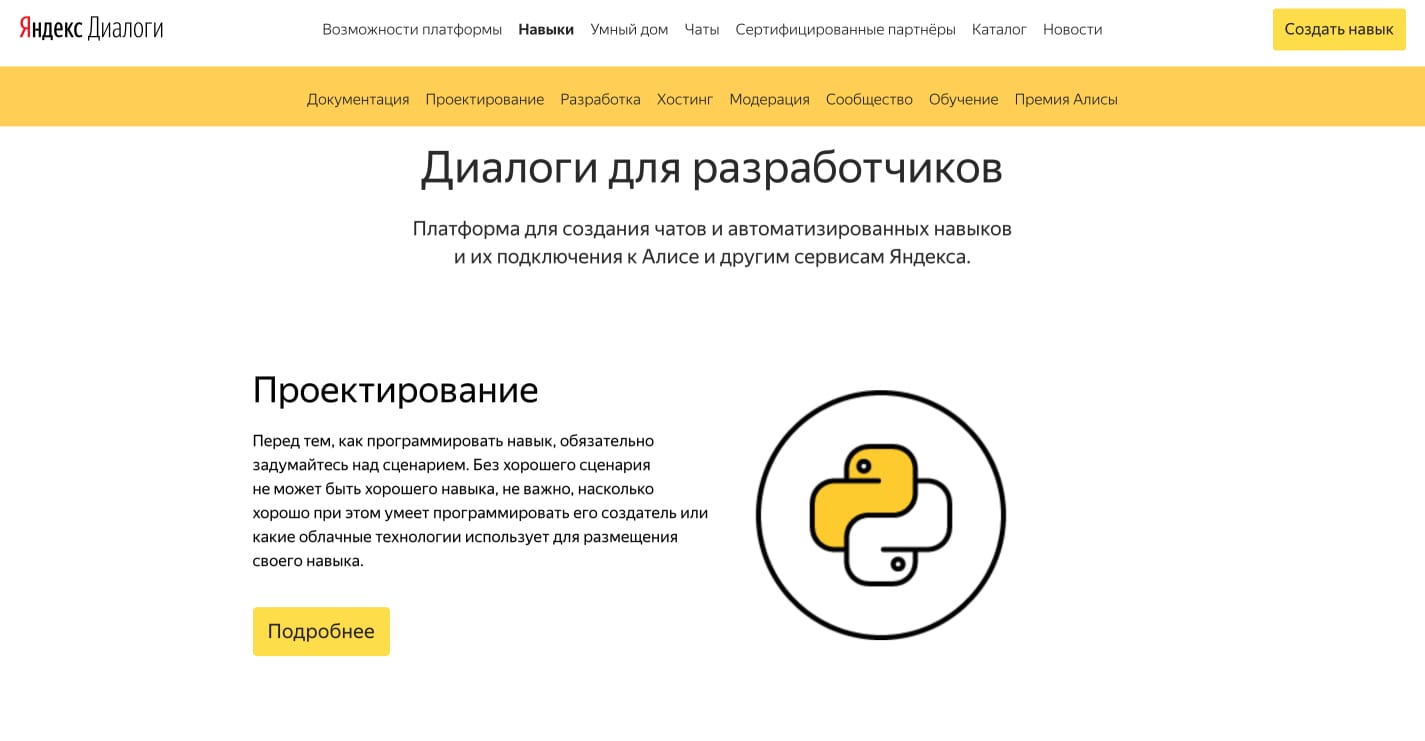 Яндекс Диалоги
Возможности платформы Навыки Умный дом Чаты Сертифицированные партнёры Каталог Новости
Создать навык
Документация Проектирование Разработка Хостинг Модерация Сообщество Обучение Премия Алисы
Диалоги для разработчиков
Платформа для создания чатов и автоматизированных навыков
и их подключения к Алисе и другим сервисам Яндекса.
Проектирование
Перед тем, как программировать навык, обязательно
задумайтесь над сценарием. Без хорошего сценария
не может быть хорошего навыка, не важно, насколько
хорошо при этом умеет программировать его создатель или
какие облачные технологии использует для размещения
своего навыка.
Подробнее